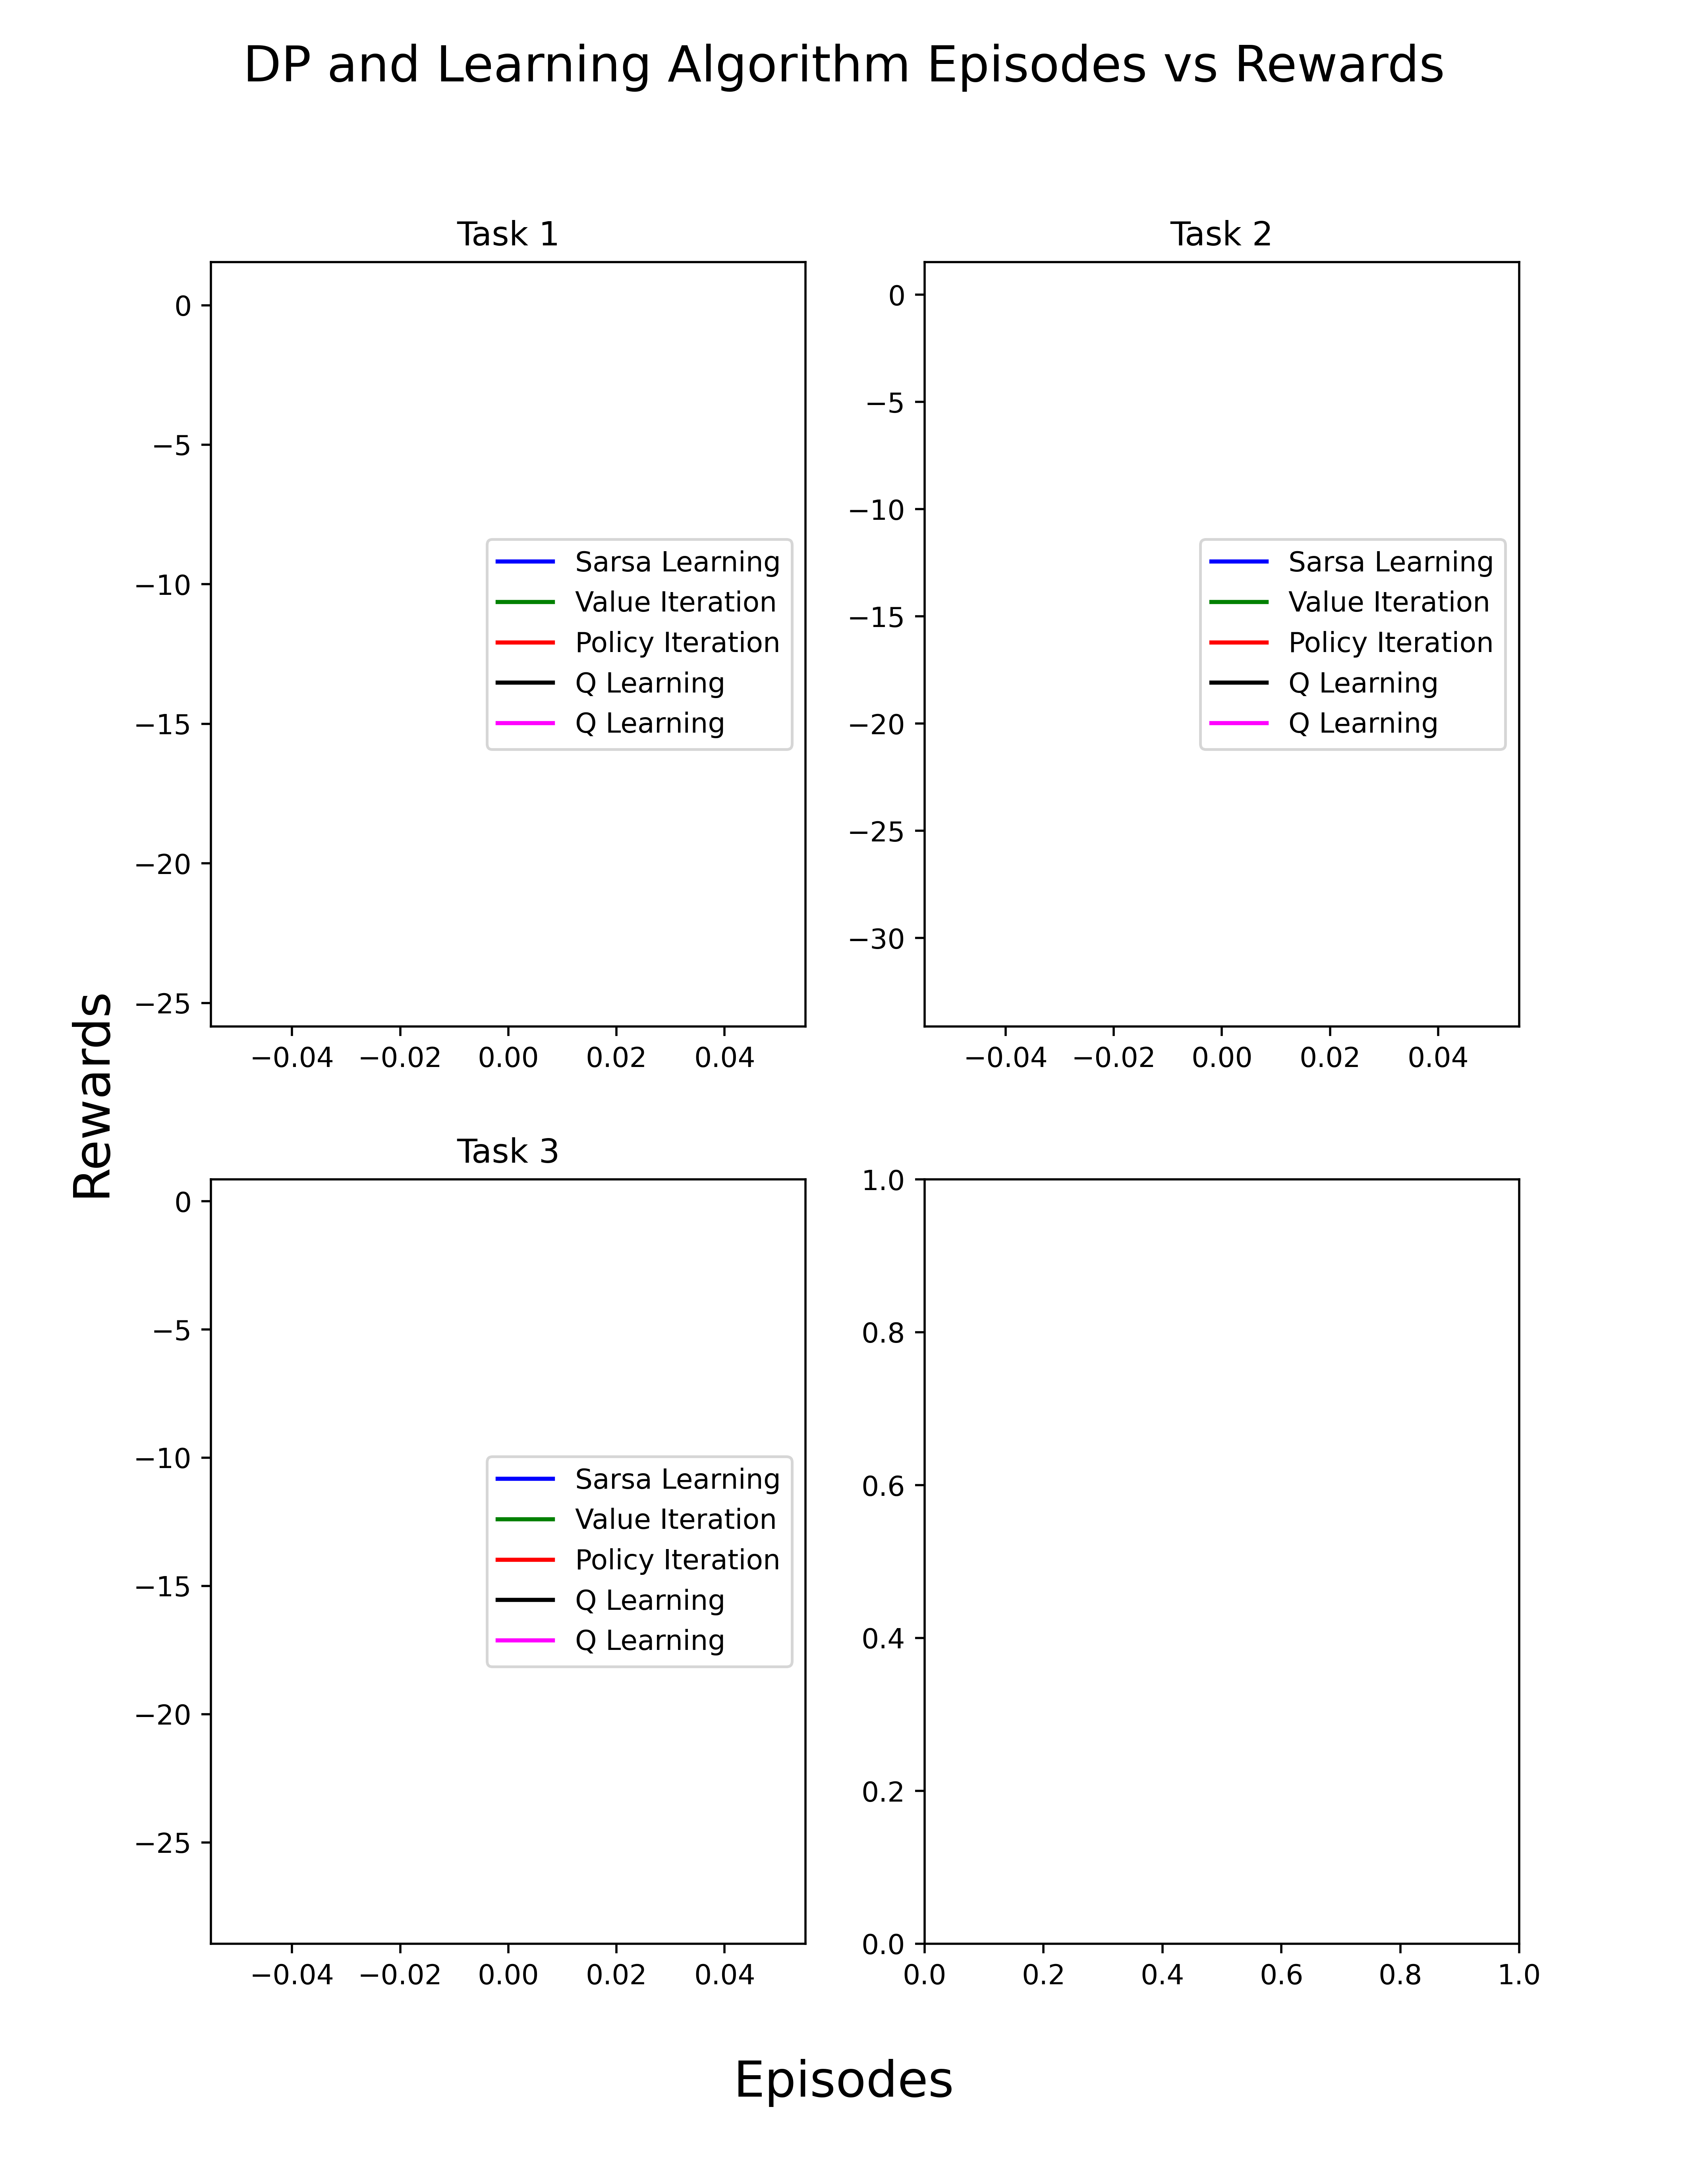 DP and Learning Algorithm Episodes vs Rewards
Task 1
0
−5
−10
−15
−20
−25
−0.04 −0.02 0.00 0.02 0.04
Sarsa Learning
Value Iteration
Policy Iteration
Q Learning
Q Learning
Task 2
0
−5
−10
−15
−20
−25
−30
−0.04 −0.02 0.00 0.02 0.04
Sarsa Learning
Value Iteration
Policy Iteration
Q Learning
Q Learning
Rewards
Task 3
0
−5
−10
−15
−20
−25
−0.04 −0.02 0.00 0.02 0.04
Sarsa Learning
Value Iteration
Policy Iteration
Q Learning
Q Learning
1.0
0.8
0.6
0.4
0.2
0.0
0.0 0.2 0.4 0.6 0.8 1.0
Episodes